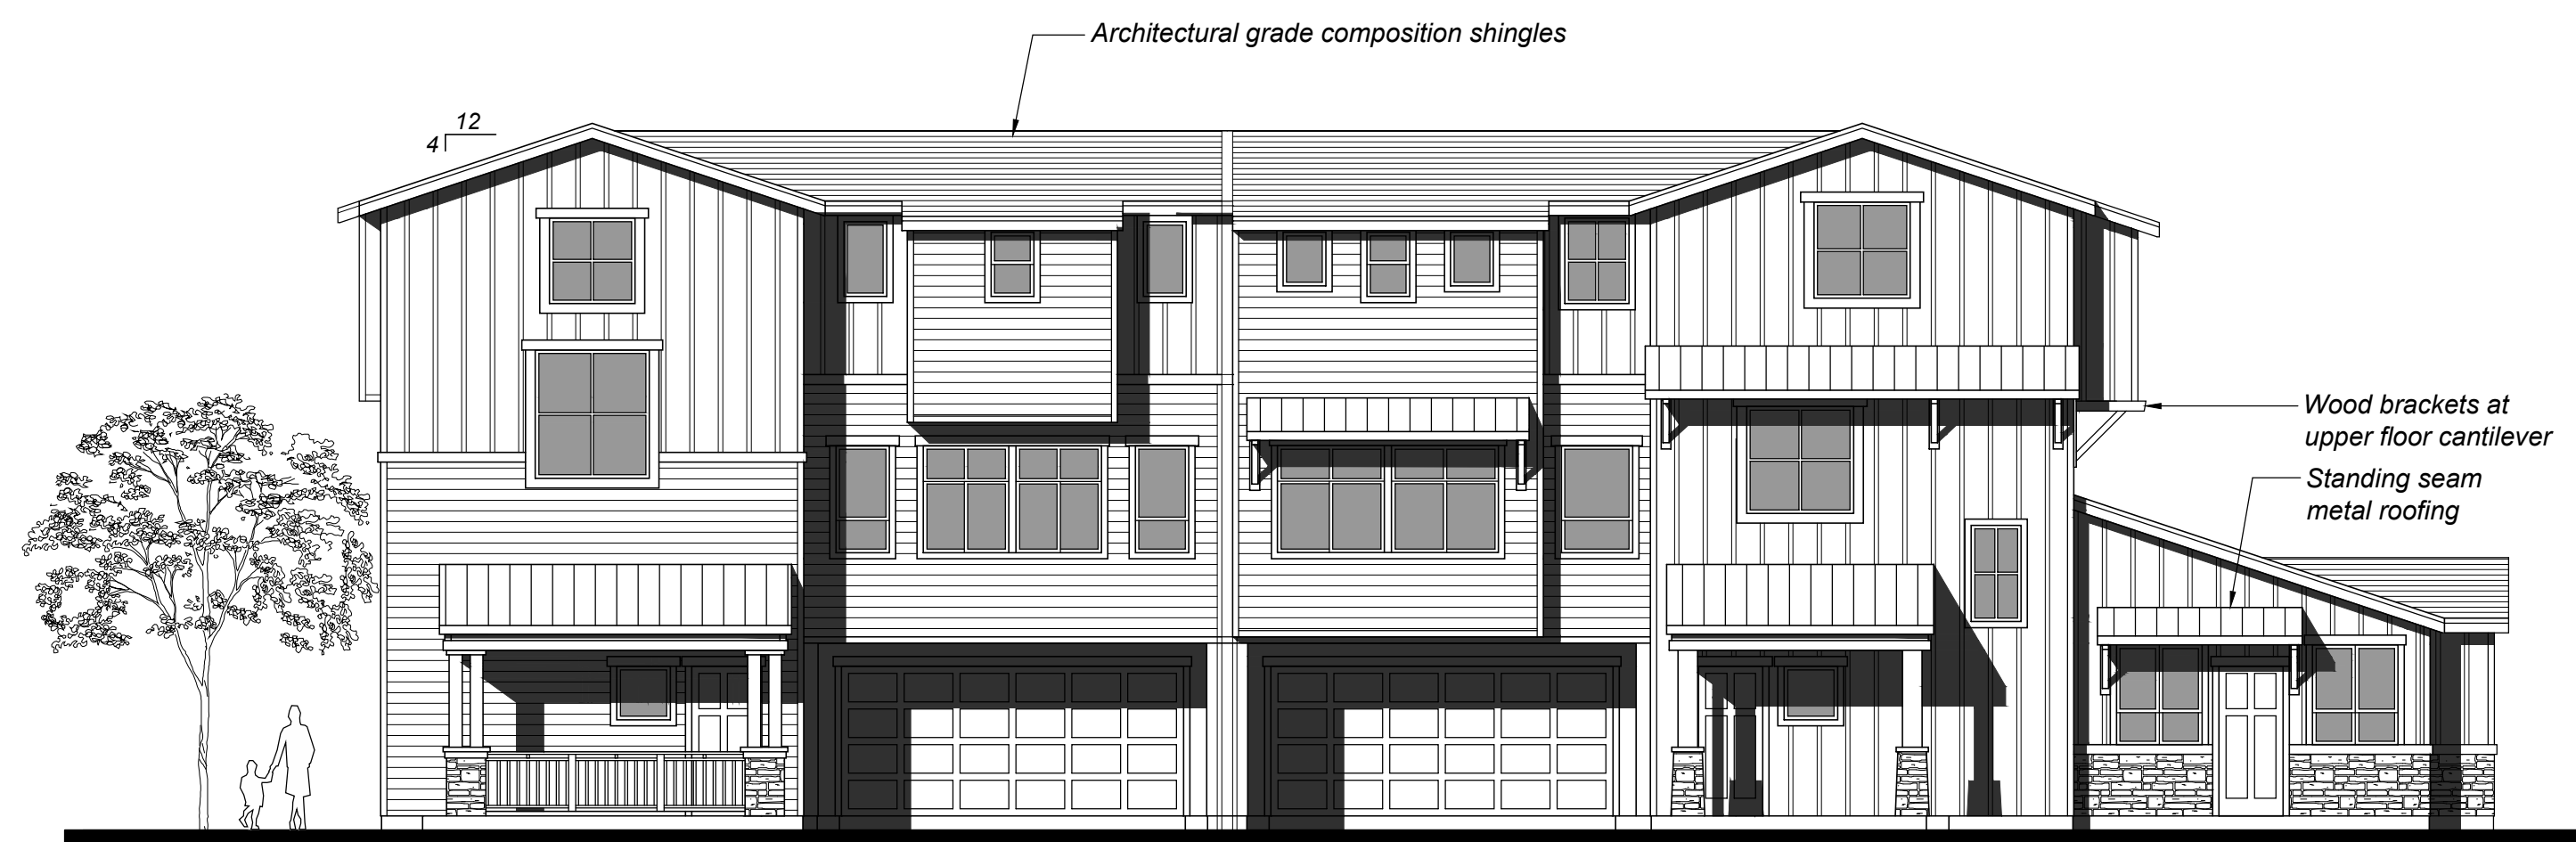 Architectural grade composition shingles
12
4
Wood brackets at
upper floor cantilever
Standing seam
metal roofing